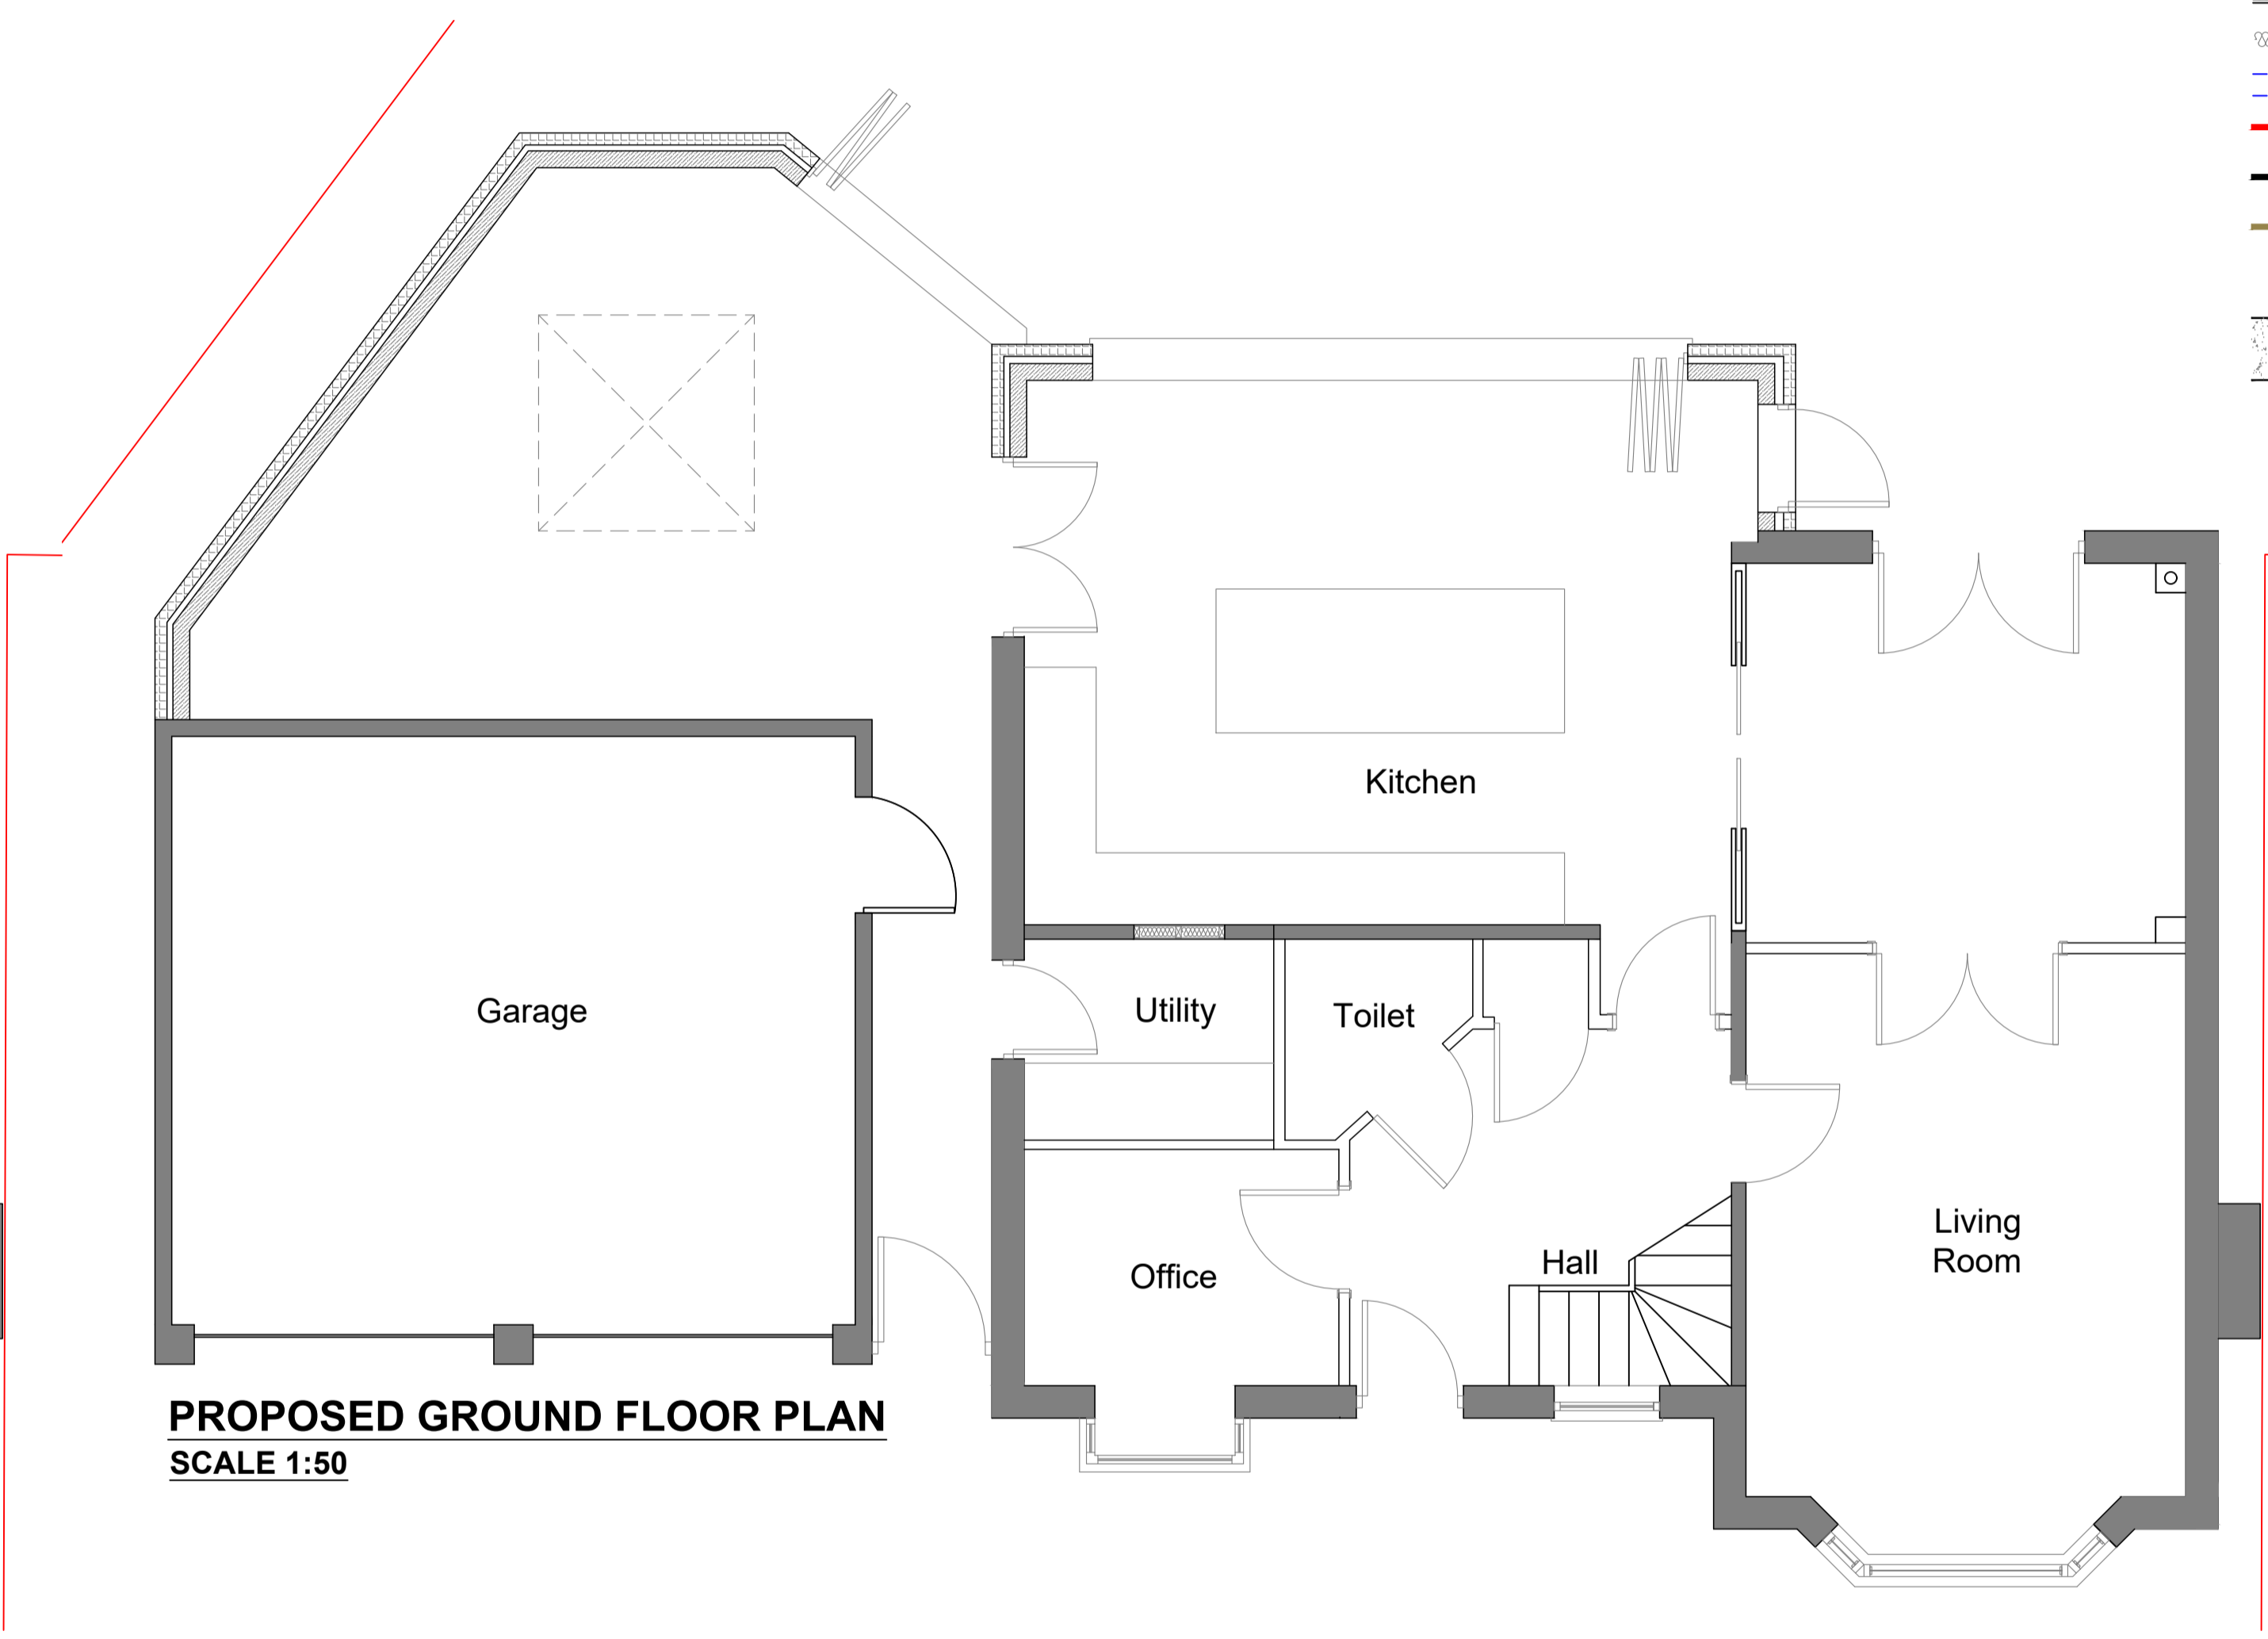 Kitchen
Garage
Utility
Toilet
Living
Room
Hall
Office
PROPOSED GROUND FLOOR PLAN
SCALE 1:50